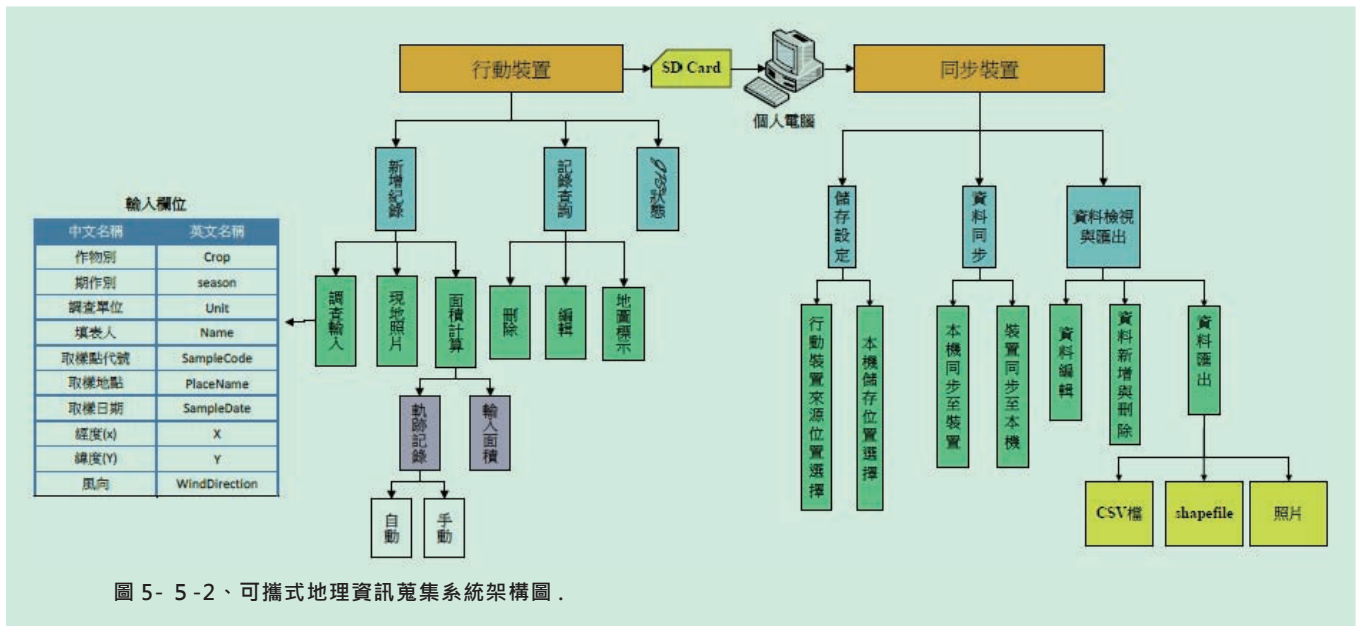 行動裝置
SD Card
個人電腦
同步裝置
新增紀錄
記錄查詢
GPS狀態
儲存設定
資料同步
資料檢視
與匯出
輸入欄位
中文名稱 英文名稱
作物別 Crop
期作別 season
調查單位 Unit
填表人 Name
取樣點代號 SampleCode
取樣地點 PlaceName
取樣日期 SampleDate
經度(x) X
緯度(Y) Y
風向 WindDirection
調查輸入
現地照片
面積計算
刪除
編輯
地圖標示
行動裝置來源位置選擇
本機儲存位置選擇
本機同步至裝置
裝置同步至本機
資料編輯
資料新增與刪除
資料匯出
軌跡記錄
輸入面積
自動
手動
CSV檔
shapefile
照片
圖 5- 5 -2、可攜式地理資訊蒐集系統架構圖 .